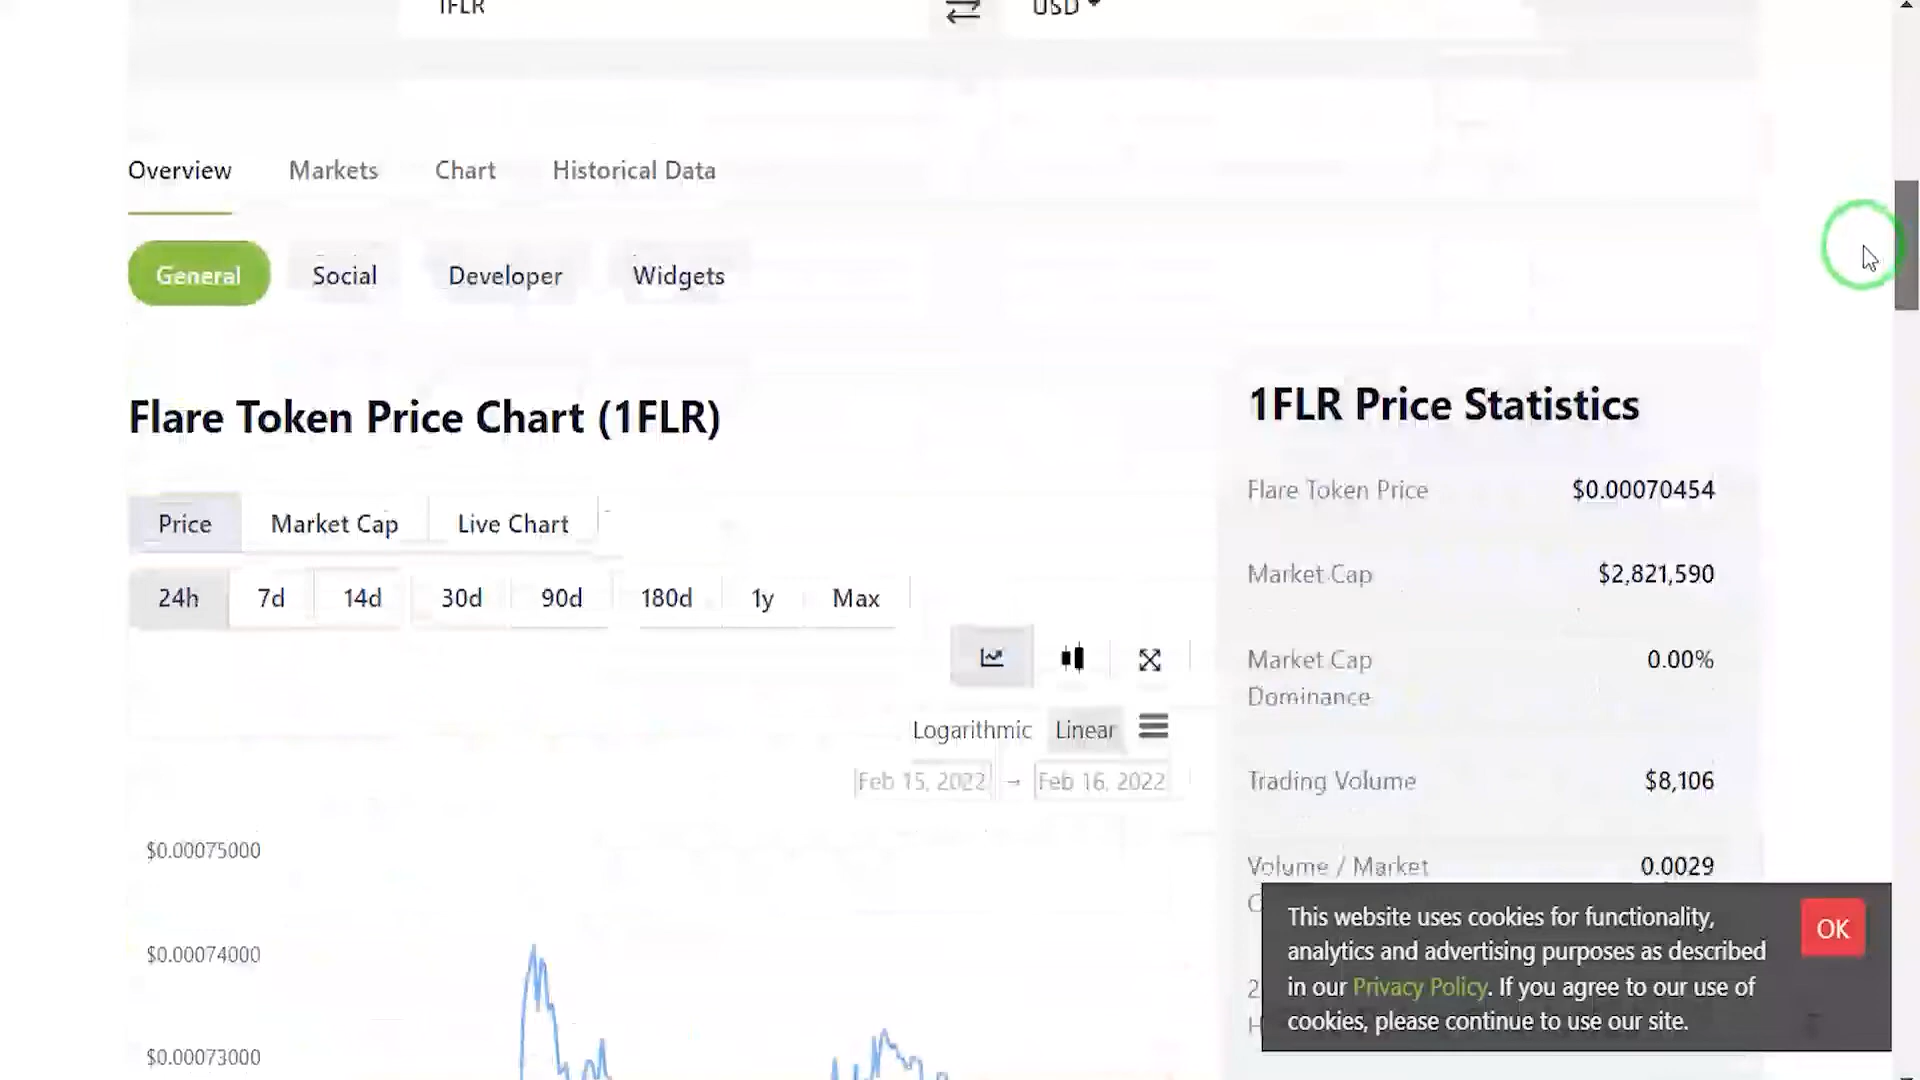 1FLR
USD
Overview Markets Chart Historical Data
General Social Developer Widgets
Flare Token Price Chart (1FLR)
Price Market Cap Live Chart
24h 7d 14d 30d 90d 180d 1y Max
Logarithmic Linear
Feb 15, 2022 → Feb 16, 2022
$0.00075000
$0.00074000
$0.00073000
1FLR Price Statistics
Flare Token Price $0.00070454
Market Cap $2,821,590
Market Cap 0.00%
Dominance
Trading Volume $8,106
Volume / Market 0.0029
This website uses cookies for functionality,
analytics and advertising purposes as described
in our Privacy Policy. If you agree to our use of
cookies, please continue to use our site.
OK